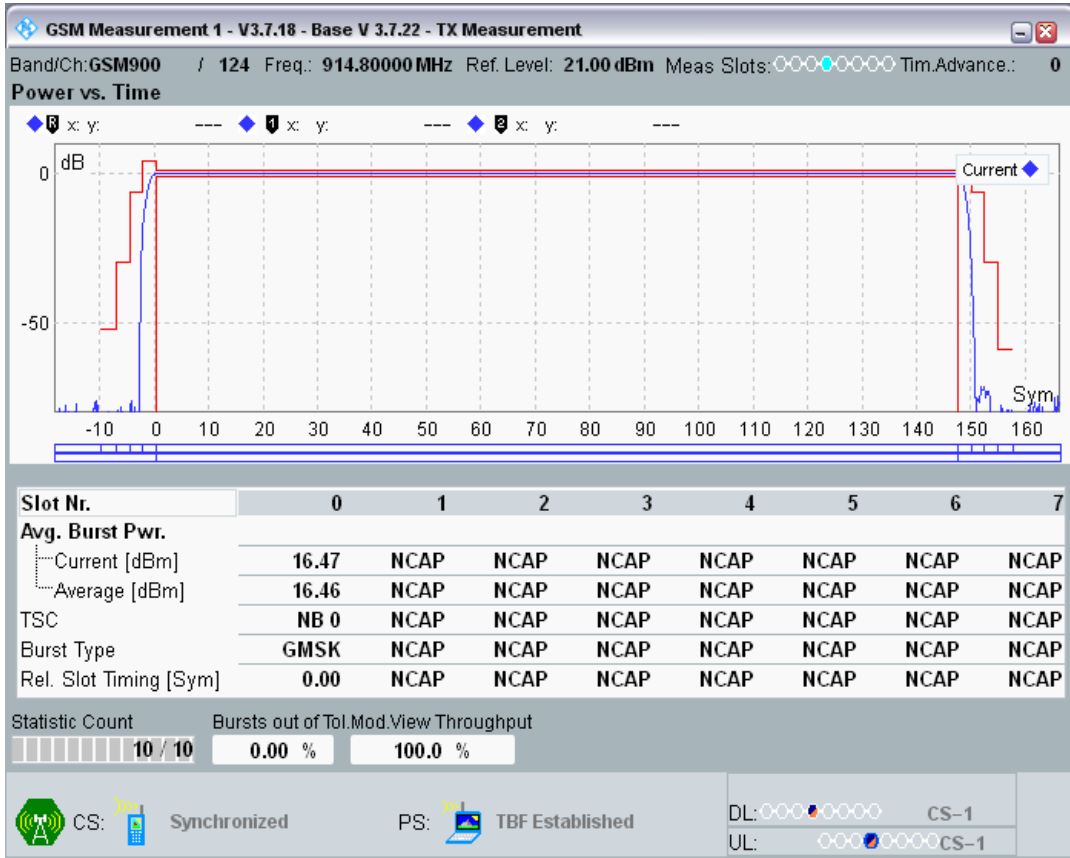 GSM Measurement 1 - V3.7.18 - Base V 3.7.22 - TX Measurement
Band/Ch:GSM900 / 124 Freq.: 914.80000 MHz Ref. Level: 21.00 dBm Meas Slots: Tim.Advance.: 0
Power vs. Time
R x: y: --- 1 x: y: --- 2 x: y: ---
dB
Current
0
-50
Sym
-10 0 10 20 30 40 50 60 70 80 90 100 110 120 130 140 150 160
Slot Nr. 0 1 2 3 4 5 6 7
Avg. Burst Pwr.
Current [dBm] 16.47 NCAP NCAP NCAP NCAP NCAP NCAP NCAP
Average [dBm] 16.46 NCAP NCAP NCAP NCAP NCAP NCAP NCAP
TSC NB 0 NCAP NCAP NCAP NCAP NCAP NCAP NCAP
Burst Type GMSK NCAP NCAP NCAP NCAP NCAP NCAP NCAP
Rel. Slot Timing [Sym] 0.00 NCAP NCAP NCAP NCAP NCAP NCAP NCAP
Statistic Count Bursts out of Tol. Mod.View Throughput
10 / 10 0.00 % 100.0 %
CS: Synchronized PS: TBF Established DL: CS-1
UL: CS-1